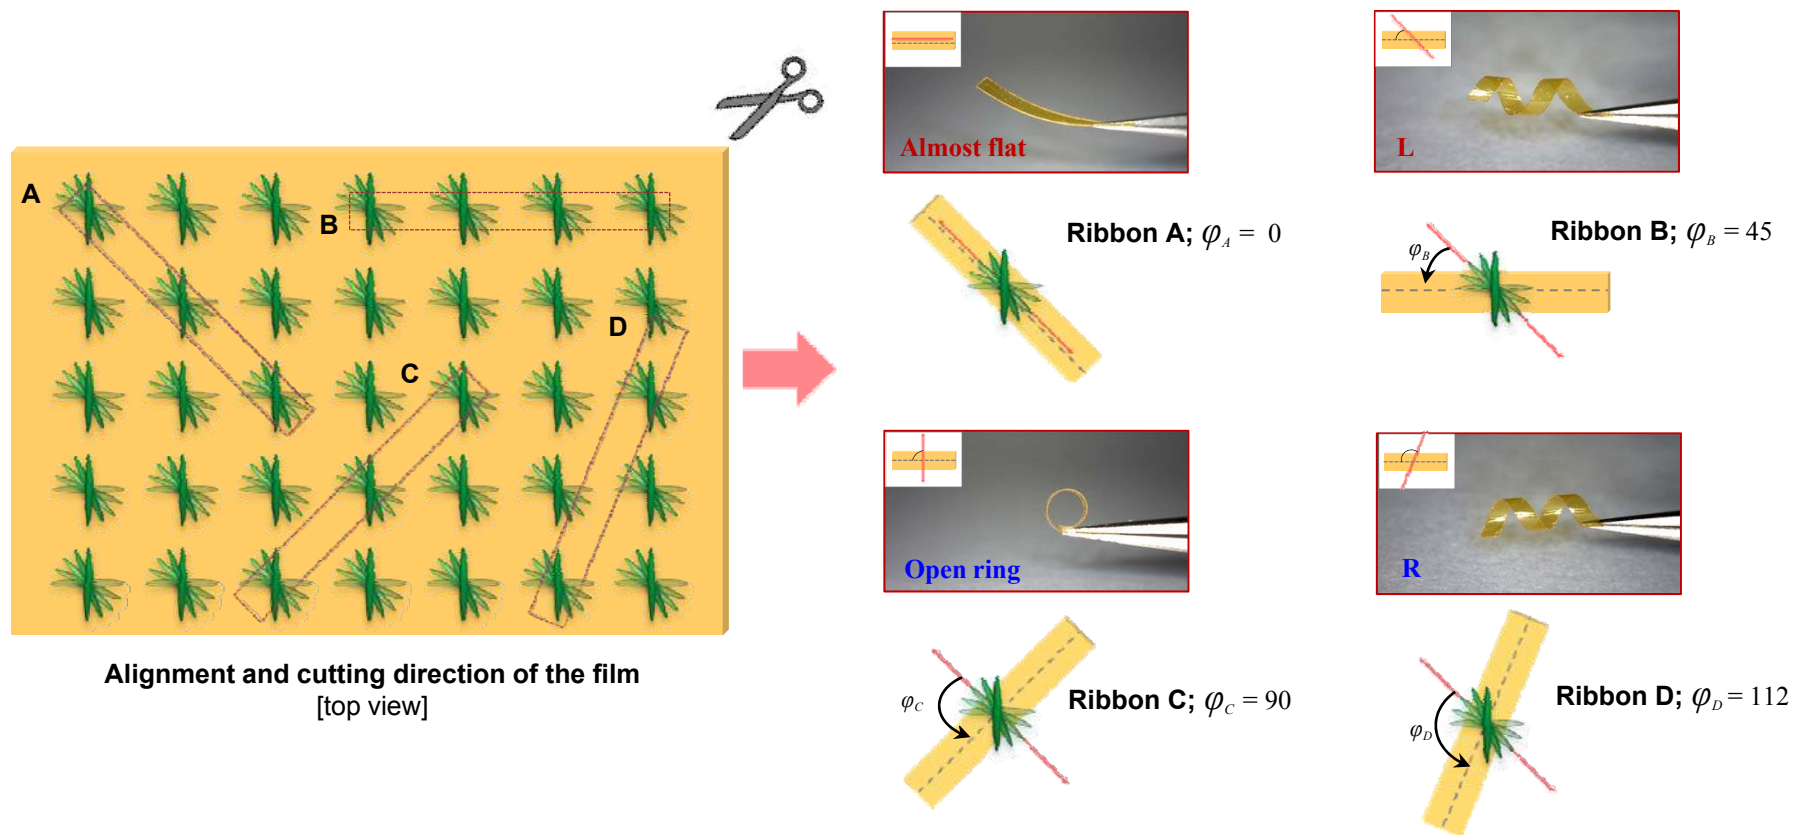 A
B
C
D
Alignment and cutting direction of the film
[top view]
Almost flat
Ribbon A; φA = 0
L
Ribbon B; φB = 45
φB
Open ring
Ribbon C; φC = 90
φC
R
Ribbon D; φD = 112
φD